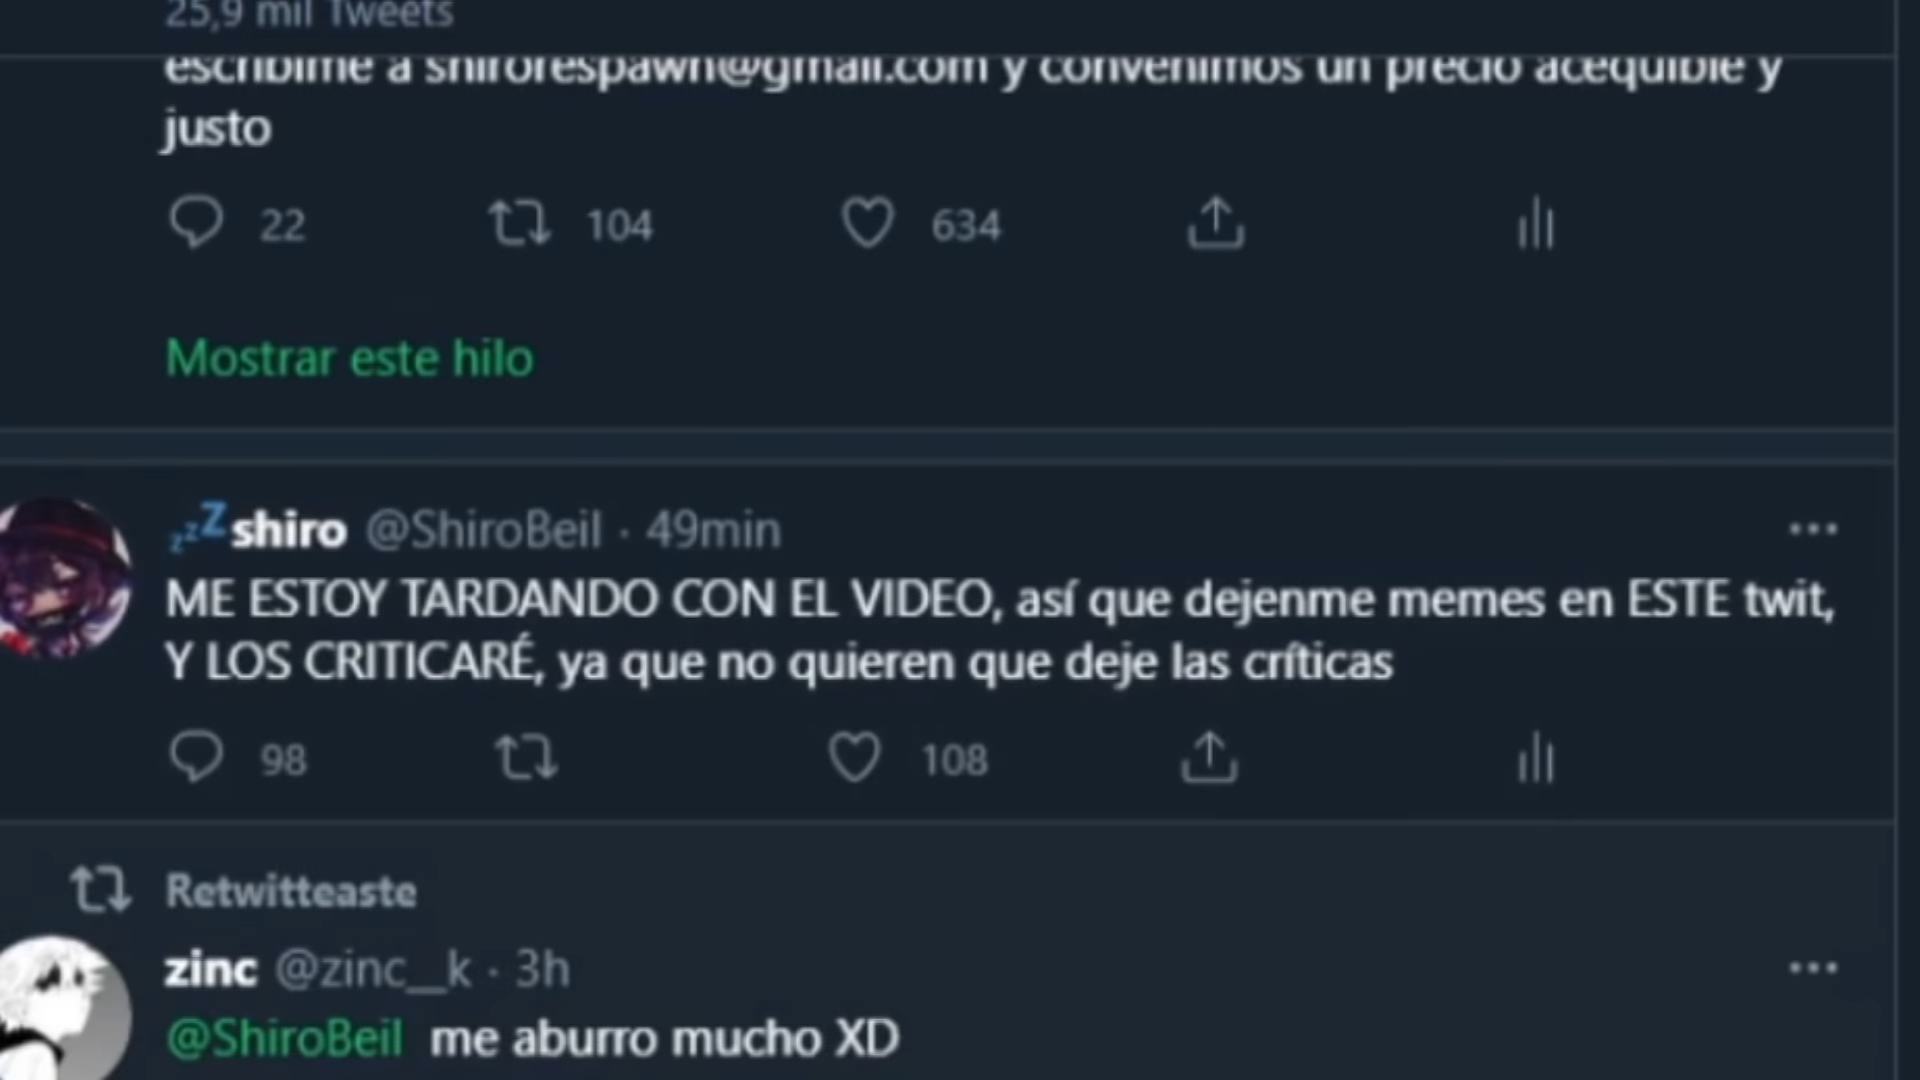 25,9 mil Tweets
escribime a shirorespawn@gmail.com y convenimos un precio acequible y
justo
22 104 634
Mostrar este hilo
zzZ shiro @ShiroBeil · 49min
ME ESTOY TARDANDO CON EL VIDEO, así que dejenme memes en ESTE twit,
Y LOS CRITICARÉ, ya que no quieren que deje las críticas
98 108
Retwitteaste
zinc @zinc__k · 3h
@ShiroBeil me aburro mucho XD